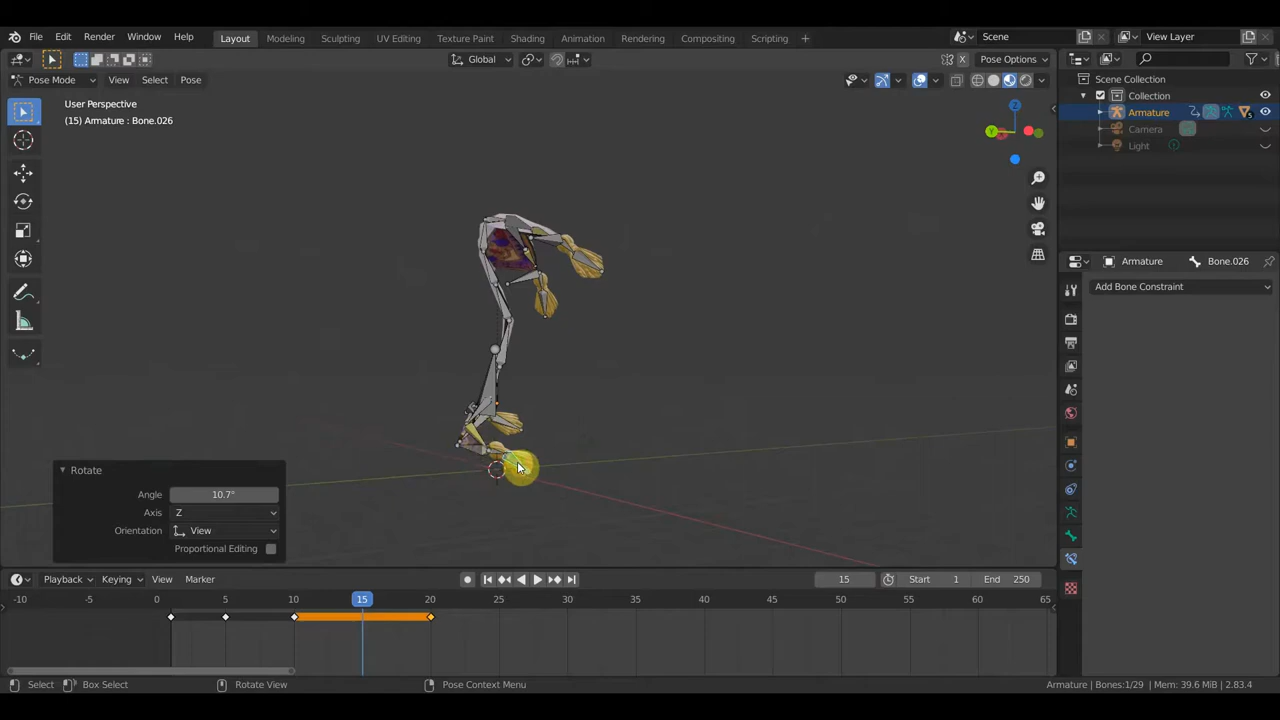 File Edit Render Window Help Layout Modeling Sculpting UV Editing Texture Paint Shading Animation Rendering Compositing Scripting + Scene View Layer
Global X Pose Options
Pose Mode View Select Pose
User Perspective
(15) Armature : Bone.026
Z
Y
Scene Collection
Collection
Armature 5
Camera
Light
Armature Bone.026
Add Bone Constraint
Rotate
Angle 10.7°
Axis Z
Orientation View
Proportional Editing
Playback Keying View Marker 15 Start 1 End 250
-10 -5 0 5 10 15 20 25 30 35 40 45 50 55 60 65
Select Box Select Rotate View Pose Context Menu Armature | Bones:1/29 | Mem: 39.6 MiB | 2.83.4